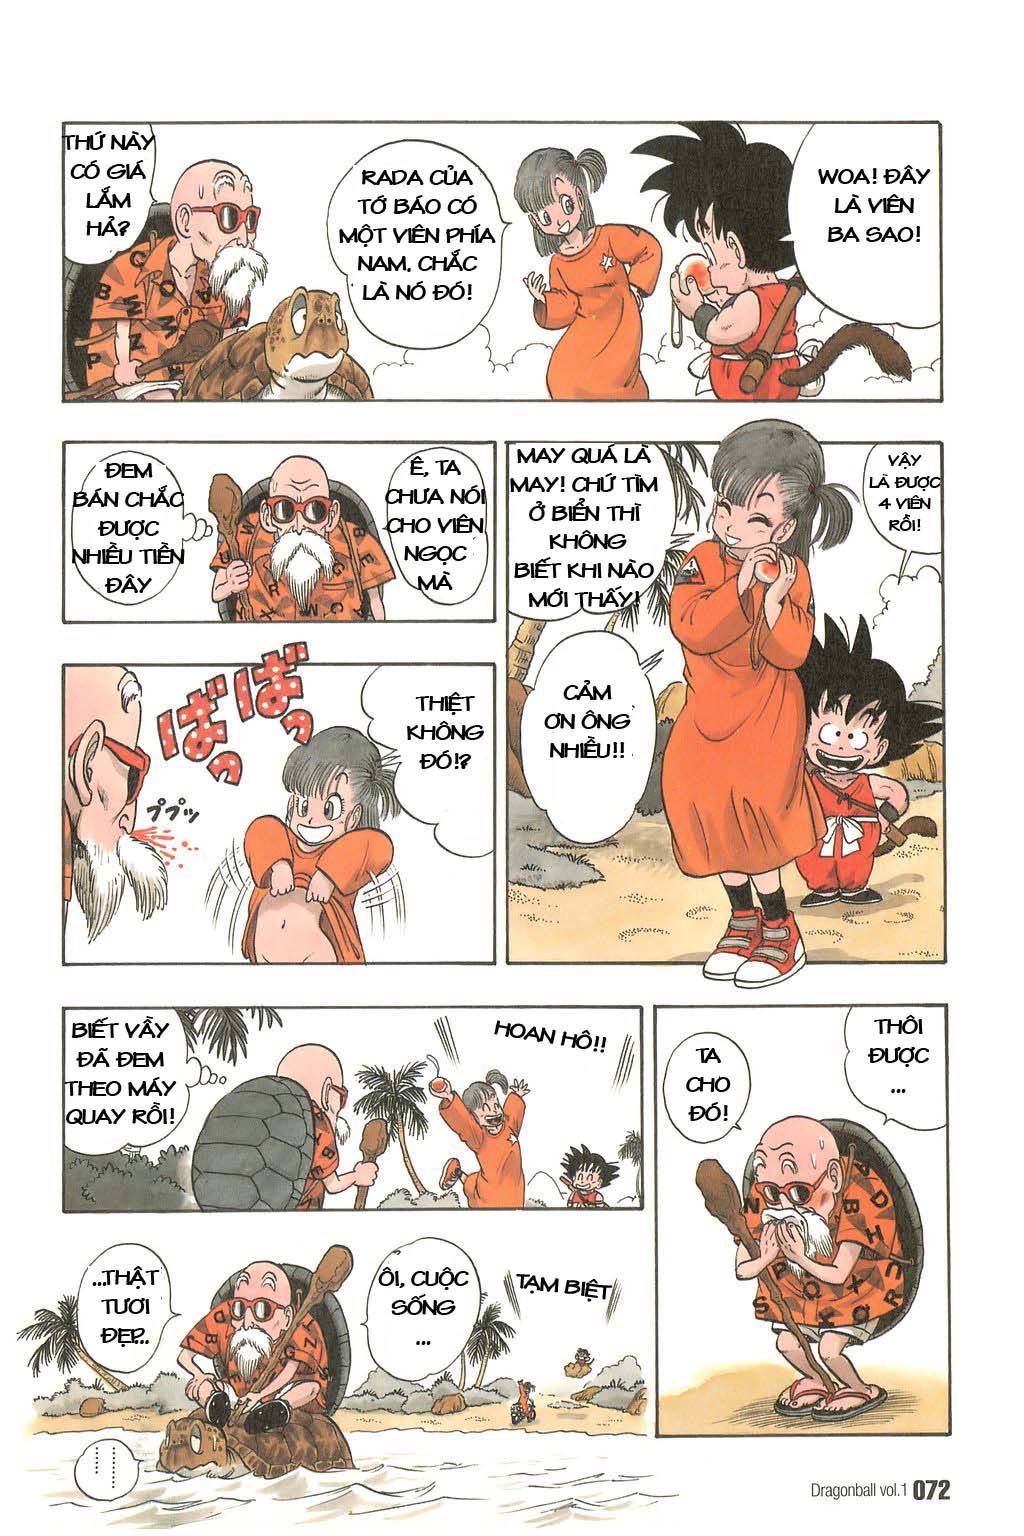 WOA! ĐÂY
LÀ VIÊN
BA SAO!
RADA CỦA
TỚ BÁO CÓ
MỘT VIÊN PHÍA
NAM, CHẮC
LÀ NÓ ĐÓ!
THỨ NÀY
CÓ GIÁ
LẮM
HẢ?
VẬY
LÀ ĐƯỢC
4 VIÊN
RỒI!
MAY QUÁ LÀ
MAY! CHỨ TÌM
Ở BIỂN THÌ
KHÔNG
BIẾT KHI NÀO
MỚI THẤY!
CẢM
ƠN ÔNG
NHIỀU!!
Ê, TA
CHƯA NÓI
CHO VIÊN
NGỌC
MÀ
ĐEM
BÁN CHẮC
ĐƯỢC
NHIỀU TIỀN
ĐÂY
THIỆT
KHÔNG
ĐÓ!?
ばっ
ばっ
ププッ
THÔI
ĐƯỢC
...
TA
CHO
ĐÓ!
HOAN HÔ!!
BIẾT VẦY
ĐÃ ĐEM
THEO MÁY
QUAY RỒI!
TẠM BIỆT
ÔI, CUỘC
SỐNG
...
...THẬT
TƯƠI
ĐẸP...
Dragonball vol.1 072